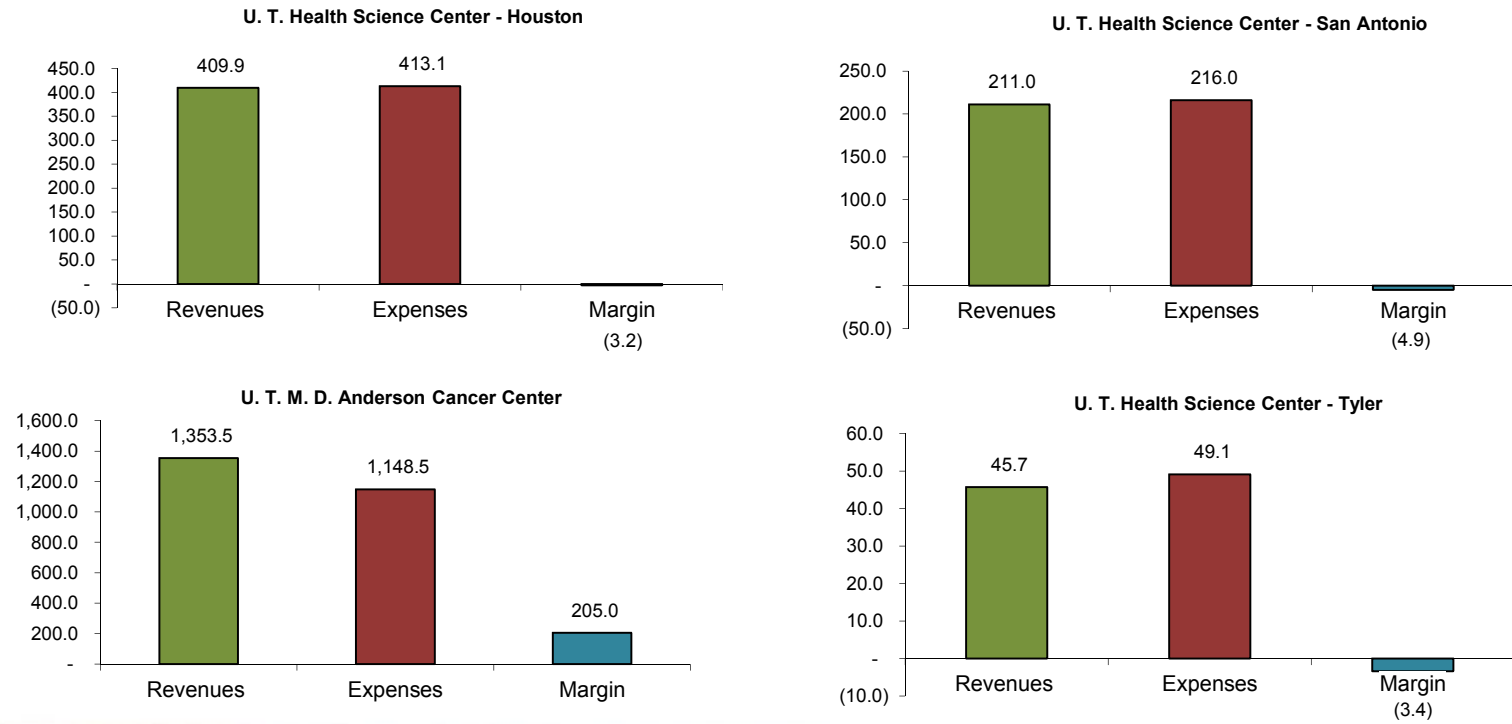 U. T. Health Science Center - Houston
409.9
413.1
450.0
400.0
350.0
300.0
250.0
200.0
150.0
100.0
50.0
-
(50.0)
Revenues
Expenses
Margin
(3.2)
U. T. Health Science Center - San Antonio
211.0
216.0
250.0
200.0
150.0
100.0
50.0
-
(50.0)
Revenues
Expenses
Margin
(4.9)
U. T. M. D. Anderson Cancer Center
1,353.5
1,148.5
205.0
1,600.0
1,400.0
1,200.0
1,000.0
800.0
600.0
400.0
200.0
-
Revenues
Expenses
Margin
U. T. Health Science Center - Tyler
45.7
49.1
60.0
50.0
40.0
30.0
20.0
10.0
-
(10.0)
Revenues
Expenses
Margin
(3.4)